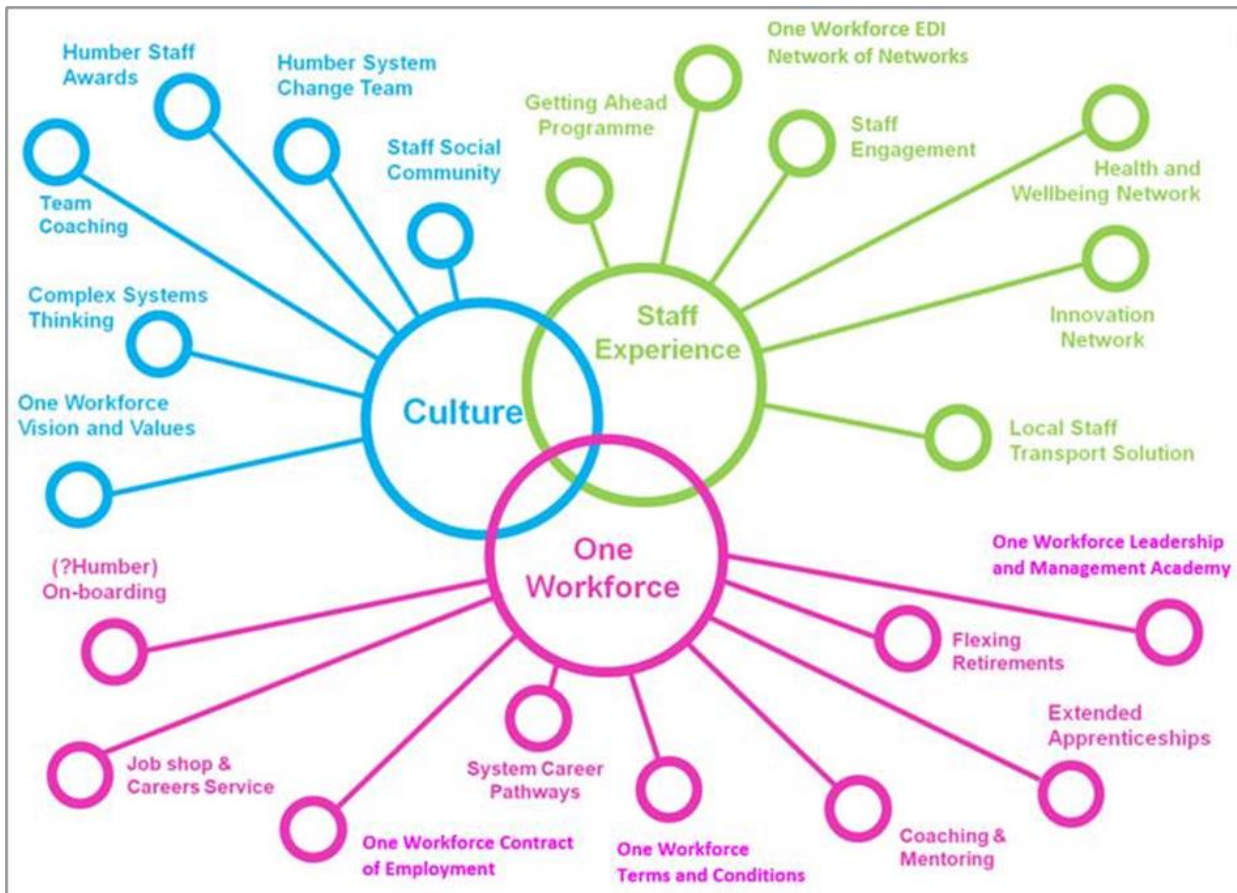 Humber Staff
Awards
Humber System
Change Team
Staff Social
Community
Team
Coaching
Complex Systems
Thinking
One Workforce
Vision and Values
Culture
One Workforce EDI
Network of Networks
Getting Ahead
Programme
Staff
Engagement
Health and
Wellbeing Network
Innovation
Network
Staff
Experience
Local Staff
Transport Solution
One
Workforce
(?Humber)
On-boarding
Job shop &
Careers Service
One Workforce Contract
of Employment
System Career
Pathways
One Workforce
Terms and Conditions
Coaching &
Mentoring
Extended
Apprenticeships
Flexing
Retirements
One Workforce Leadership
and Management Academy